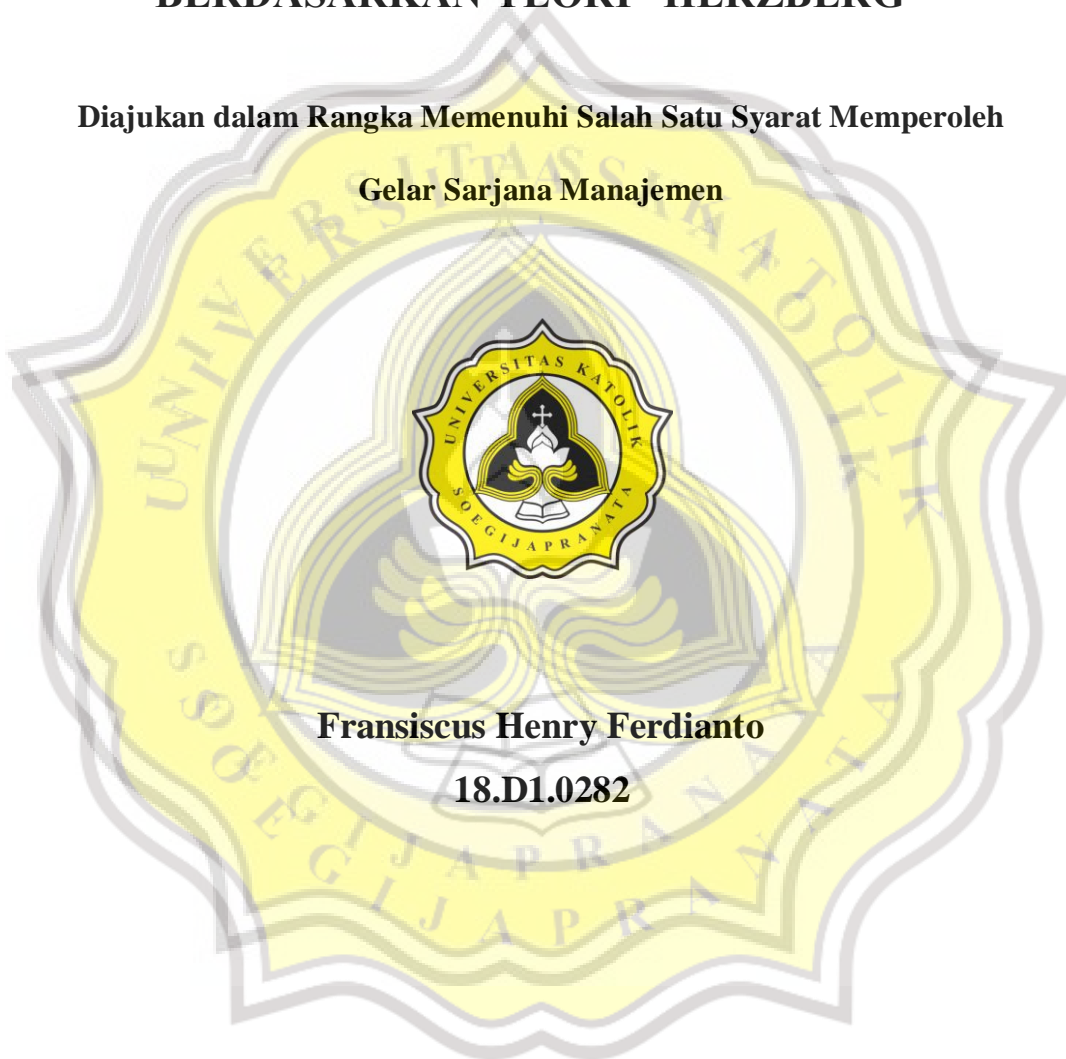 BERDASARKAN TEORI HERZBERG
Diajukan dalam Rangka Memenuhi Salah Satu Syarat Memperoleh
Gelar Sarjana Manajemen
UNIVERSITAS KATOLIK
SOEGIJAPRANATA
Fransiscus Henry Ferdianto
18.D1.0282